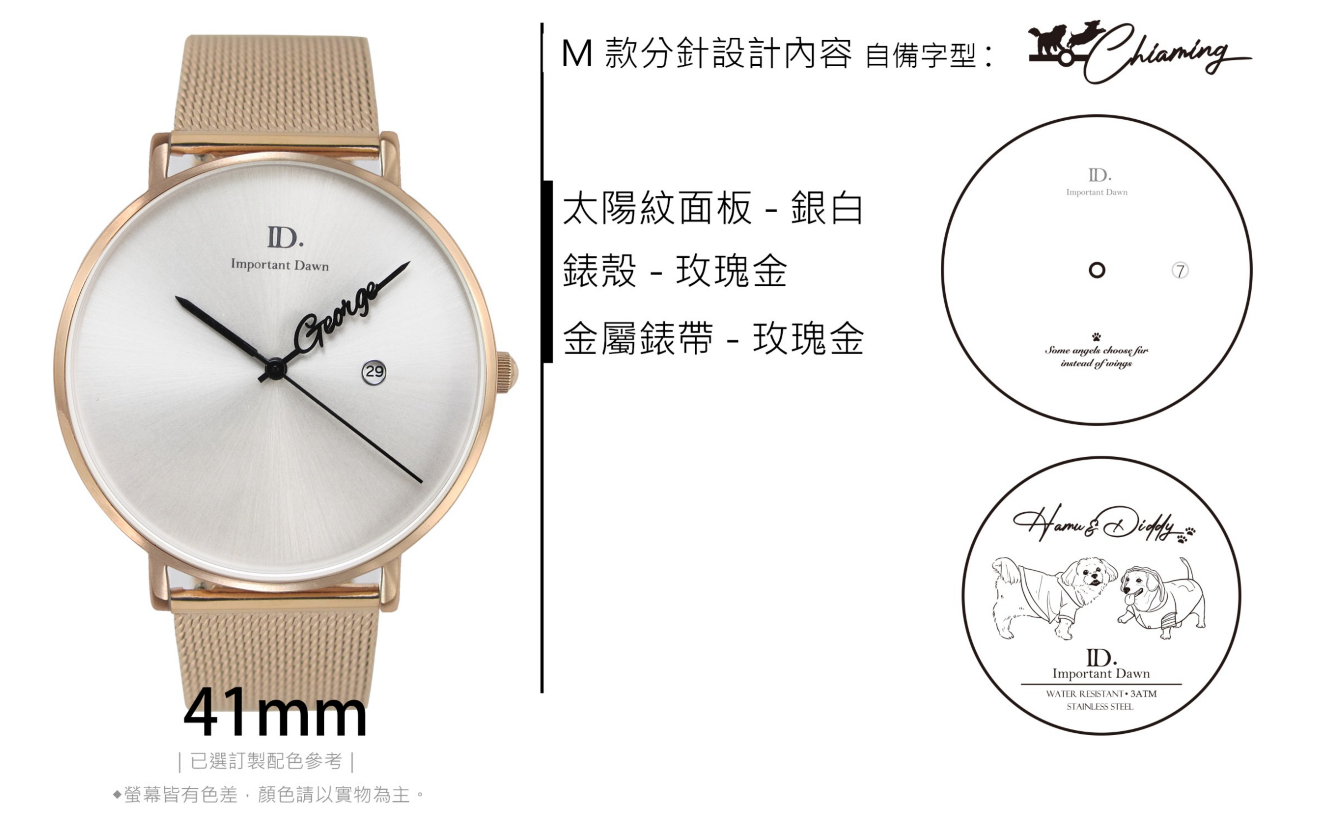 ID.
Important Dawn
George
29
41mm
|已選訂製配色參考|
◆螢幕皆有色差，顏色請以實物為主。
M 款分針設計內容 自備字型：
Chiaming
太陽紋面板 - 銀白
錶殼 - 玫瑰金
金屬錶帶 - 玫瑰金
ID.
Important Dawn
7
Some angels choose fur
instead of wings
Hamu & Diddy
ID.
Important Dawn
WATER RESISTANT • 3ATM
STAINLESS STEEL